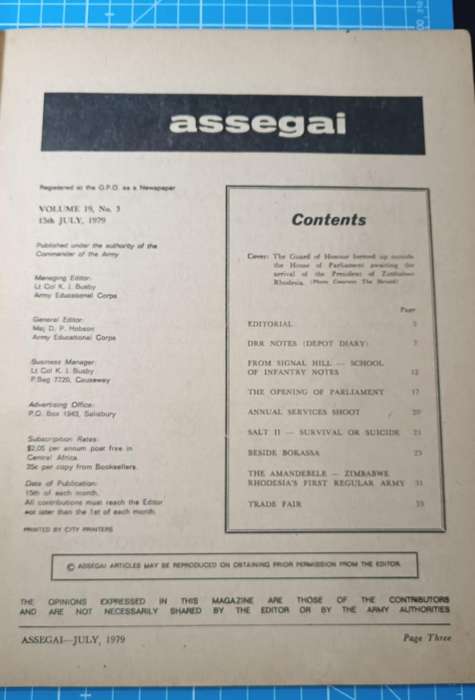 assegai
Registered at the G.P.O. as a Newspaper
VOLUME 19, No. 3
15th JULY, 1979
Published under the authority of the
Commander of the Army
Managing Editor:
Lt Col K. J. Busby
Army Educational Corps
General Editor:
Maj D. P. Hobson
Army Educational Corps
Business Manager:
Lt Col K. J. Busby
P.Bag 7720, Causeway
Advertising Office:
P.O. Box 1943, Salisbury
Subscription Rates:
$2,05 per annum post free in
Central Africa.
25c per copy from Booksellers.
Date of Publication:
15th of each month.
All contributions must reach the Editor
not later than the 1st of each month.
PRINTED BY CITY PRINTERS
Contents
Cover: The Guard of Honour formed up outside
the House of Parliament awaiting the
arrival of the President of Zimbabwe
Rhodesia. (Photo Courtesy The Herald)
Page
EDITORIAL 5
DRR NOTES (DEPOT DIARY) 7
FROM SIGNAL HILL — SCHOOL
OF INFANTRY NOTES 12
THE OPENING OF PARLIAMENT 17
ANNUAL SERVICES SHOOT 20
SALT II — SURVIVAL OR SUICIDE 21
BESIDE BOKASSA 23
THE AMANDEBELE — ZIMBABWE
RHODESIA'S FIRST REGULAR ARMY 31
TRADE FAIR
© ASSEGAI ARTICLES MAY BE REPRODUCED ON OBTAINING PRIOR PERMISSION FROM THE EDITOR.
THE OPINIONS EXPRESSED IN THIS MAGAZINE ARE THOSE OF THE CONTRIBUTORS
AND ARE NOT NECESSARILY SHARED BY THE EDITOR OR BY THE ARMY AUTHORITIES
ASSEGAI—JULY, 1979
Page Three